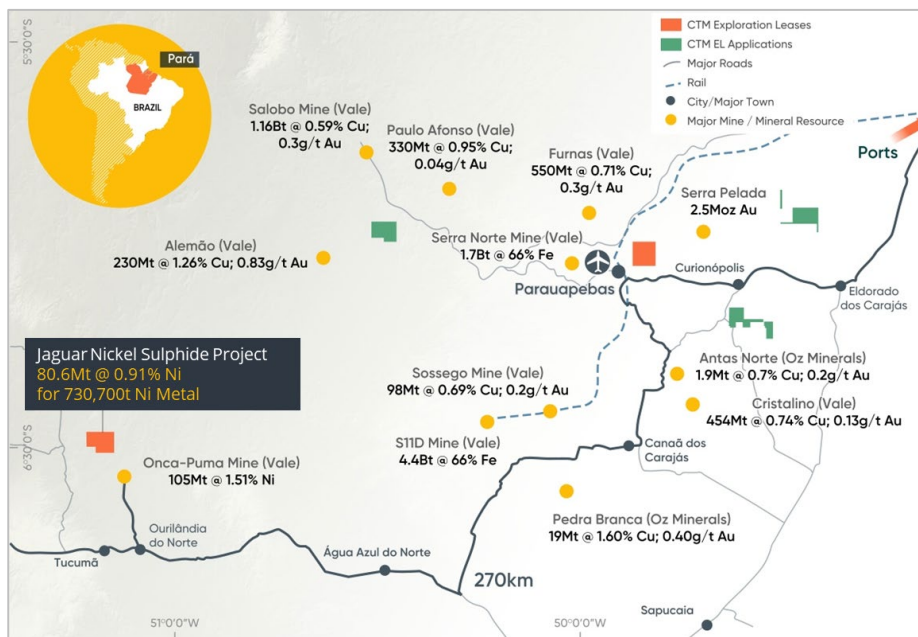 5°30'0"S
Pará
BRAZIL
CTM Exploration Leases
CTM EL Applications
Major Roads
Rail
City/Major Town
Major Mine / Mineral Resource
Ports
Salobo Mine (Vale)
1.16Bt @ 0.59% Cu;
0.3g/t Au
Paulo Afonso (Vale)
330Mt @ 0.95% Cu;
0.04g/t Au
Furnas (Vale)
550Mt @ 0.71% Cu;
0.3g/t Au
Serra Pelada
2.5Moz Au
Alemão (Vale)
230Mt @ 1.26% Cu; 0.83g/t Au
Serra Norte Mine (Vale)
1.7Bt @ 66% Fe
Parauapebas
Curionópolis
Eldorado
dos Carajás
Jaguar Nickel Sulphide Project
80.6Mt @ 0.91% Ni
for 730,700t Ni Metal
Sossego Mine (Vale)
98Mt @ 0.69% Cu; 0.2g/t Au
Antas Norte (Oz Minerals)
1.9Mt @ 0.7% Cu; 0.2g/t Au
Cristalino (Vale)
454Mt @ 0.74% Cu; 0.13g/t Au
6°30'0"S
S11D Mine (Vale)
4.4Bt @ 66% Fe
Canaã dos
Carajás
Onca-Puma Mine (Vale)
105Mt @ 1.51% Ni
Pedra Branca (Oz Minerals)
19Mt @ 1.60% Cu; 0.40g/t Au
Ourilândia
do Norte
Tucumã
Água Azul do Norte
270km
Sapucaía
51°0'0"W
50°0'0"W